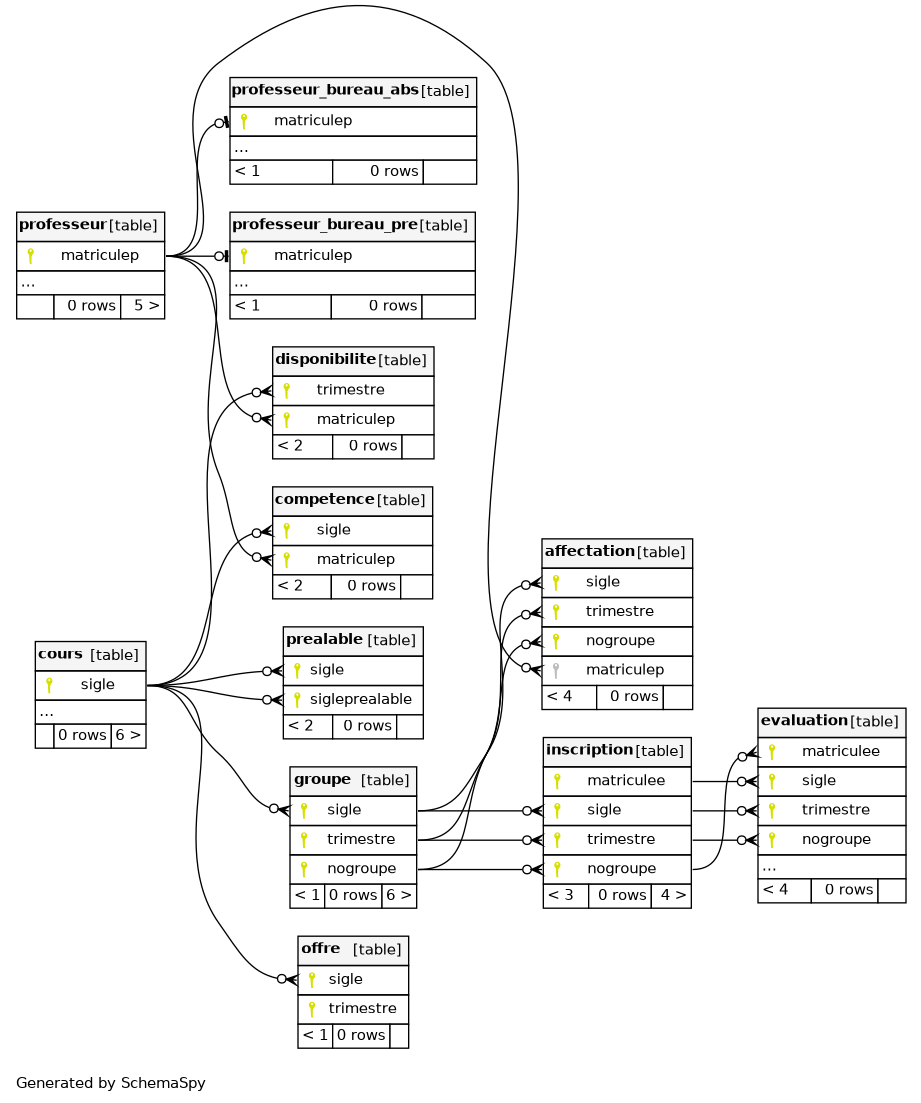 professeur_bureau_abs [table]
matriculep
...
< 1 0 rows
professeur [table]
matriculep
...
0 rows 5 >
professeur_bureau_pre [table]
matriculep
...
< 1 0 rows
disponibilite [table]
trimestre
matriculep
< 2 0 rows
competence [table]
sigle
matriculep
< 2 0 rows
affectation [table]
sigle
trimestre
nogroupe
matriculep
< 4 0 rows
cours [table]
sigle
...
0 rows 6 >
prealable [table]
sigle
sigleprealable
< 2 0 rows
groupe [table]
sigle
trimestre
nogroupe
< 1 0 rows 6 >
inscription [table]
matriculee
sigle
trimestre
nogroupe
< 3 0 rows 4 >
evaluation [table]
matriculee
sigle
trimestre
nogroupe
...
< 4 0 rows
offre [table]
sigle
trimestre
< 1 0 rows
Generated by SchemaSpy